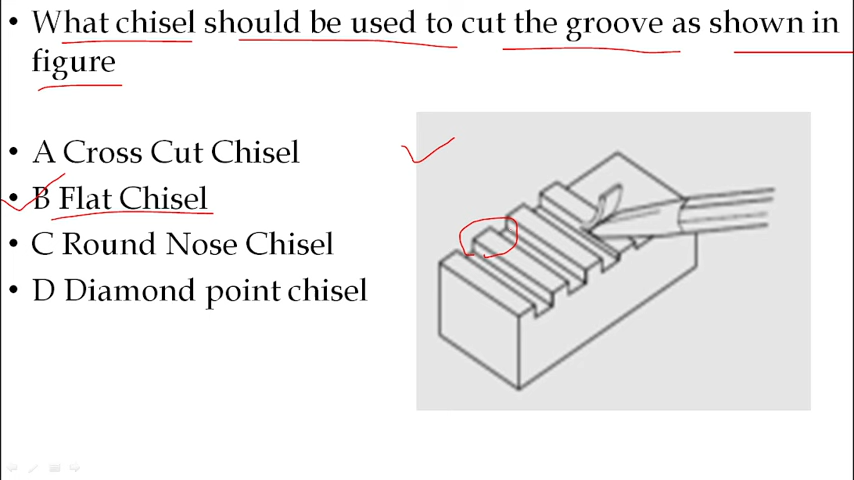 • What chisel should be used to cut the groove as shown in
figure
• A Cross Cut Chisel
• B Flat Chisel
• C Round Nose Chisel
• D Diamond point chisel